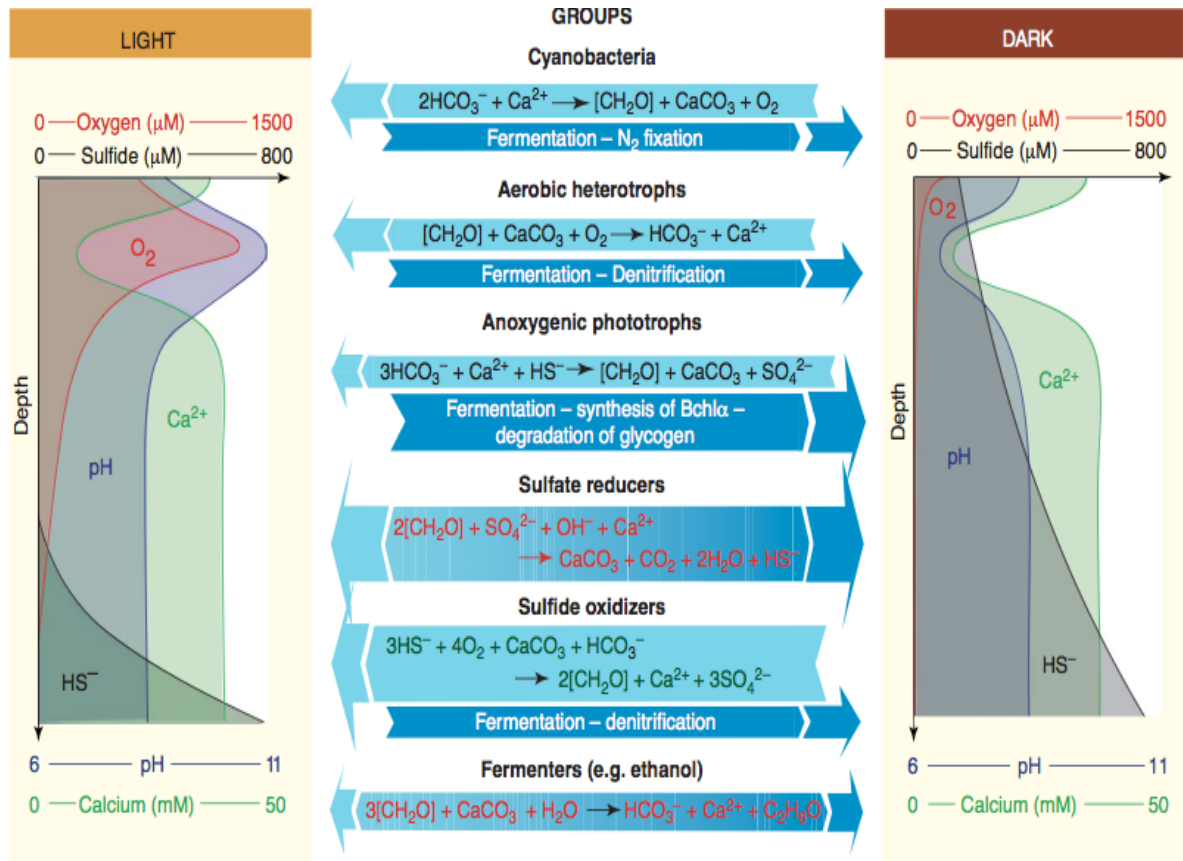 LIGHT
0 Oxygen (µM) 1500
0 Sulfide (µM) 800
O₂
Depth
Ca²⁺
pH
HS⁻
6 pH 11
0 Calcium (mM) 50
GROUPS
Cyanobacteria
2HCO₃⁻ + Ca²⁺ → [CH₂O] + CaCO₃ + O₂
Fermentation – N₂ fixation
Aerobic heterotrophs
[CH₂O] + CaCO₃ + O₂ → HCO₃⁻ + Ca²⁺
Fermentation – Denitrification
Anoxygenic phototrophs
3HCO₃⁻ + Ca²⁺ + HS⁻ → [CH₂O] + CaCO₃ + SO₄²⁻
Fermentation – synthesis of Bchlα –
degradation of glycogen
Sulfate reducers
2[CH₂O] + SO₄²⁻ + OH⁻ + Ca²⁺
→ CaCO₃ + CO₂ + 2H₂O + HS⁻
Sulfide oxidizers
3HS⁻ + 4O₂ + CaCO₃ + HCO₃⁻
→ 2[CH₂O] + Ca²⁺ + 3SO₄²⁻
Fermentation – denitrification
Fermenters (e.g. ethanol)
3[CH₂O] + CaCO₃ + H₂O → HCO₃⁻ + Ca²⁺ + C₂H₆O
DARK
0 Oxygen (µM) 1500
0 Sulfide (µM) 800
O₂
Depth
Ca²⁺
pH
HS⁻
6 pH 11
0 Calcium (mM) 50